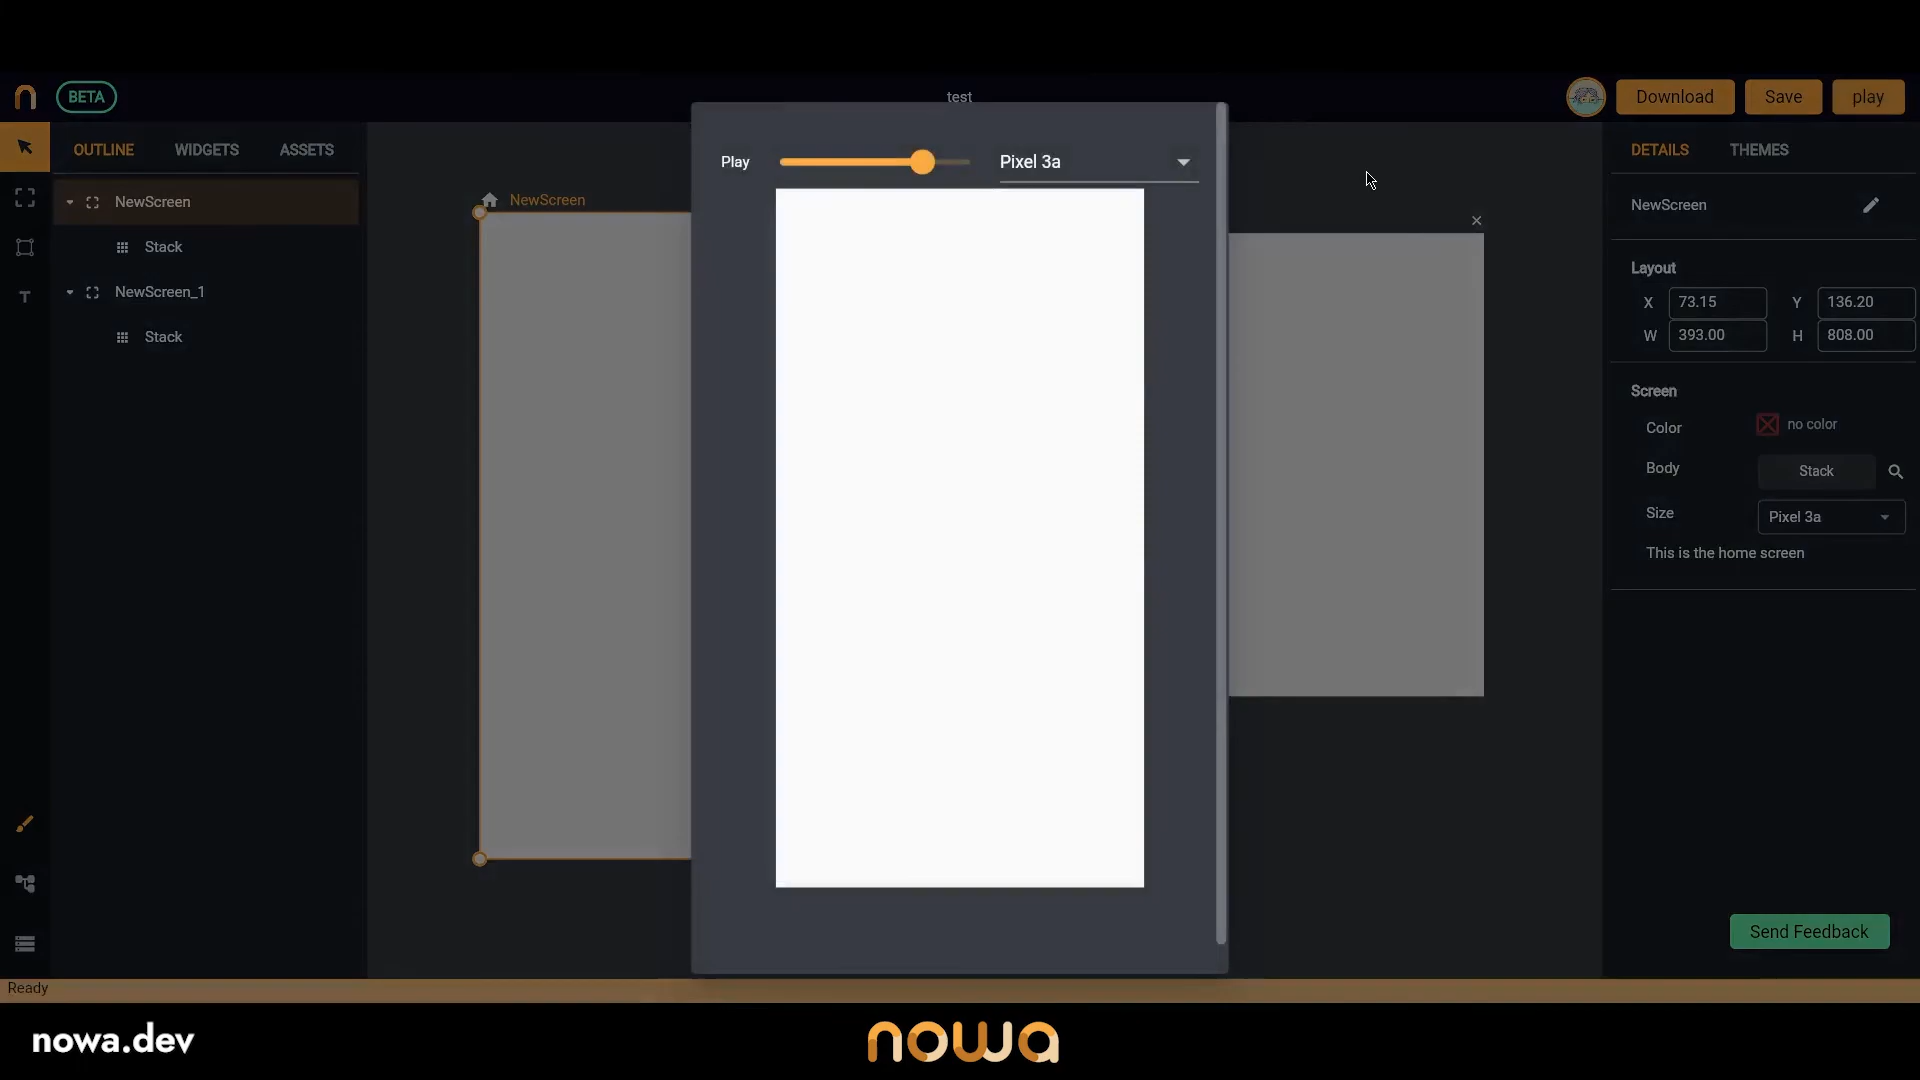 BETA
test
Download
Save
play
OUTLINE
WIDGETS
ASSETS
NewScreen
Stack
NewScreen_1
Stack
NewScreen
Play
Pixel 3a
DETAILS
THEMES
NewScreen
Layout
X 73.15 Y 136.20
W 393.00 H 808.00
Screen
Color no color
Body Stack
Size Pixel 3a
This is the home screen
Send Feedback
Ready
nowa.dev
nowa